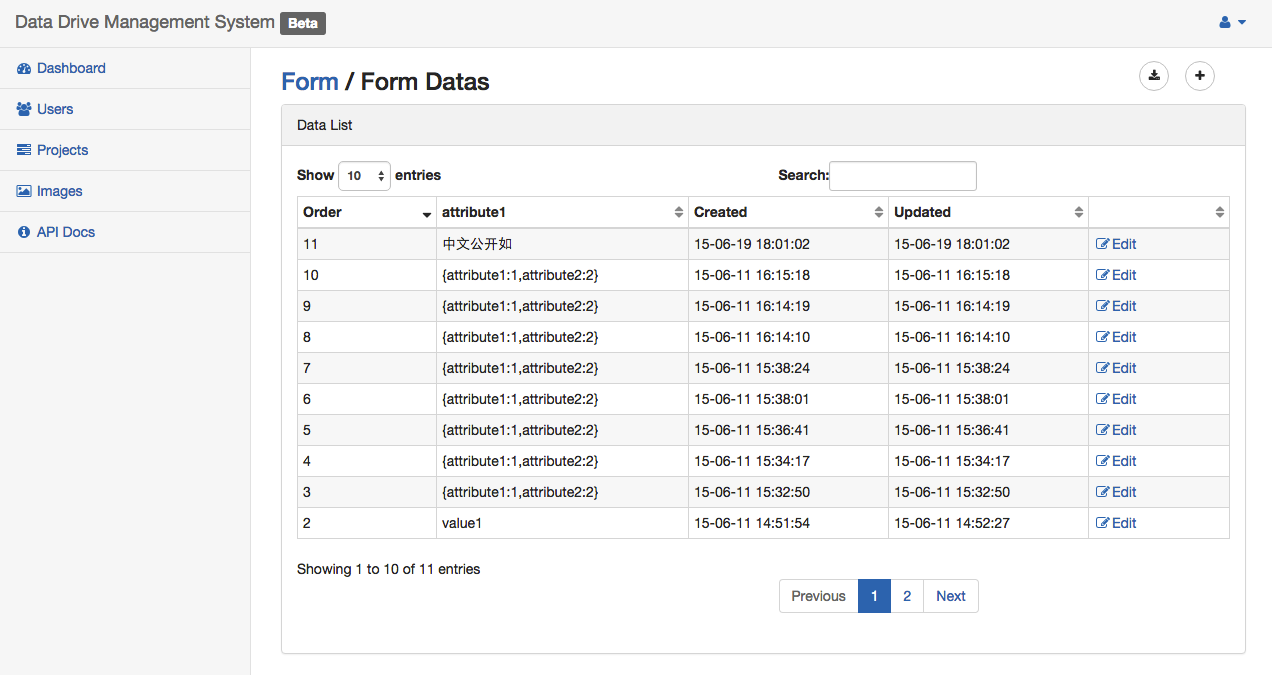 Data Drive Management System Beta
Dashboard
Users
Projects
Images
API Docs
Form / Form Datas
Data List
Show 10 entries Search:
Order attribute1 Created Updated
11 中文公开如 15-06-19 18:01:02 15-06-19 18:01:02 Edit
10 {attribute1:1,attribute2:2} 15-06-11 16:15:18 15-06-11 16:15:18 Edit
9 {attribute1:1,attribute2:2} 15-06-11 16:14:19 15-06-11 16:14:19 Edit
8 {attribute1:1,attribute2:2} 15-06-11 16:14:10 15-06-11 16:14:10 Edit
7 {attribute1:1,attribute2:2} 15-06-11 15:38:24 15-06-11 15:38:24 Edit
6 {attribute1:1,attribute2:2} 15-06-11 15:38:01 15-06-11 15:38:01 Edit
5 {attribute1:1,attribute2:2} 15-06-11 15:36:41 15-06-11 15:36:41 Edit
4 {attribute1:1,attribute2:2} 15-06-11 15:34:17 15-06-11 15:34:17 Edit
3 {attribute1:1,attribute2:2} 15-06-11 15:32:50 15-06-11 15:32:50 Edit
2 value1 15-06-11 14:51:54 15-06-11 14:52:27 Edit
Showing 1 to 10 of 11 entries
Previous 1 2 Next